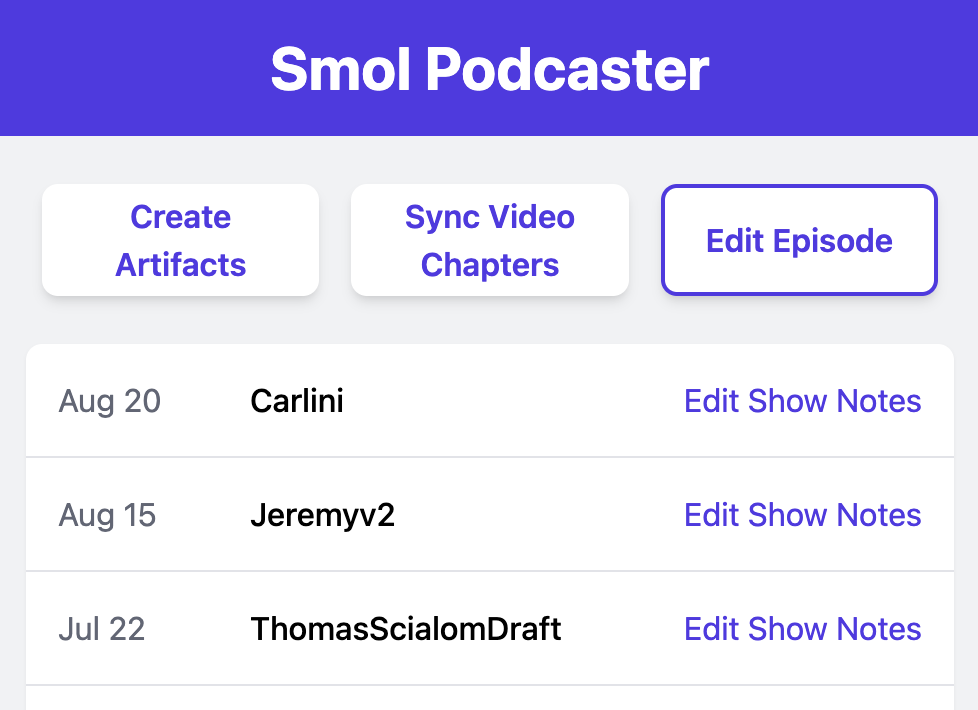 Smol Podcaster
Create
Artifacts
Sync Video
Chapters
Edit Episode
Aug 20 Carlini Edit Show Notes
Aug 15 Jeremyv2 Edit Show Notes
Jul 22 ThomasScialomDraft Edit Show Notes